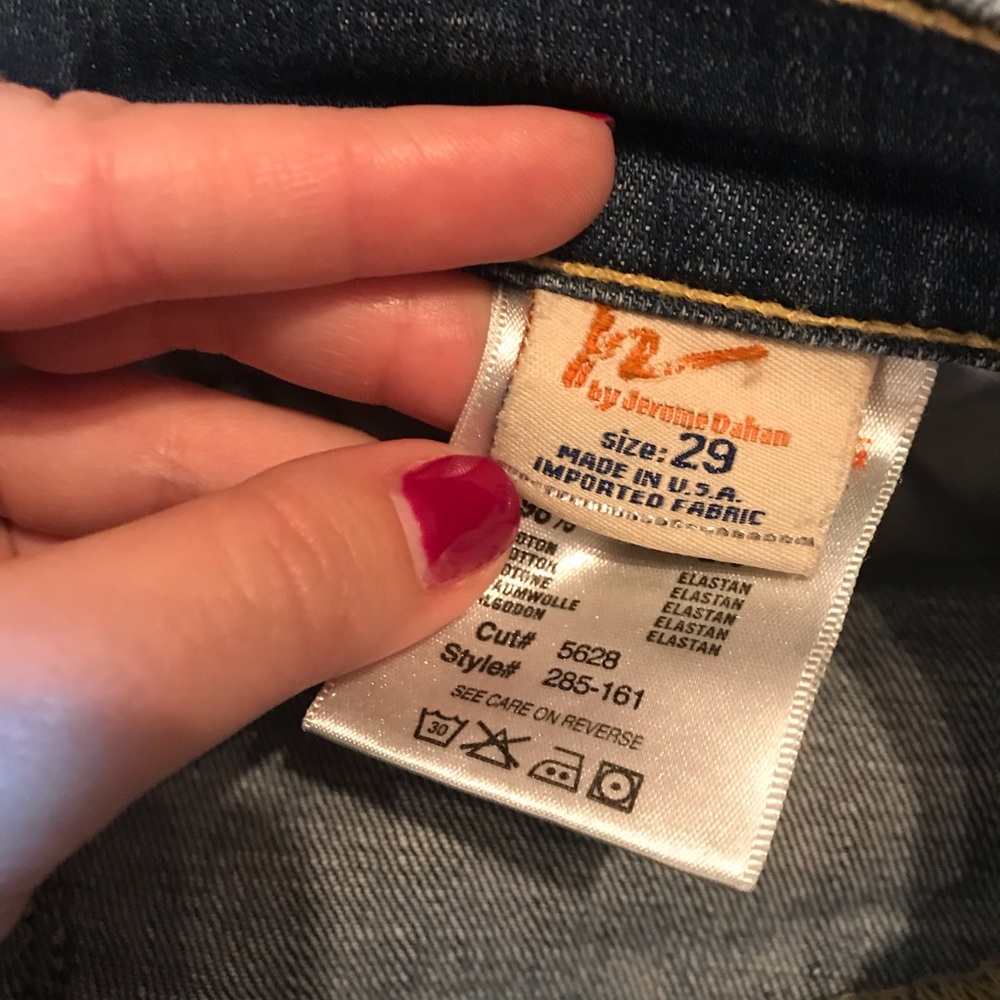 by Jerome Dahan
size: 29
MADE IN U.S.A.
IMPORTED FABRIC
ELASTAN
ELASTAN
ELASTAN
ELASTAN
Cut# 5628
Style# 285-161
SEE CARE ON REVERSE
30